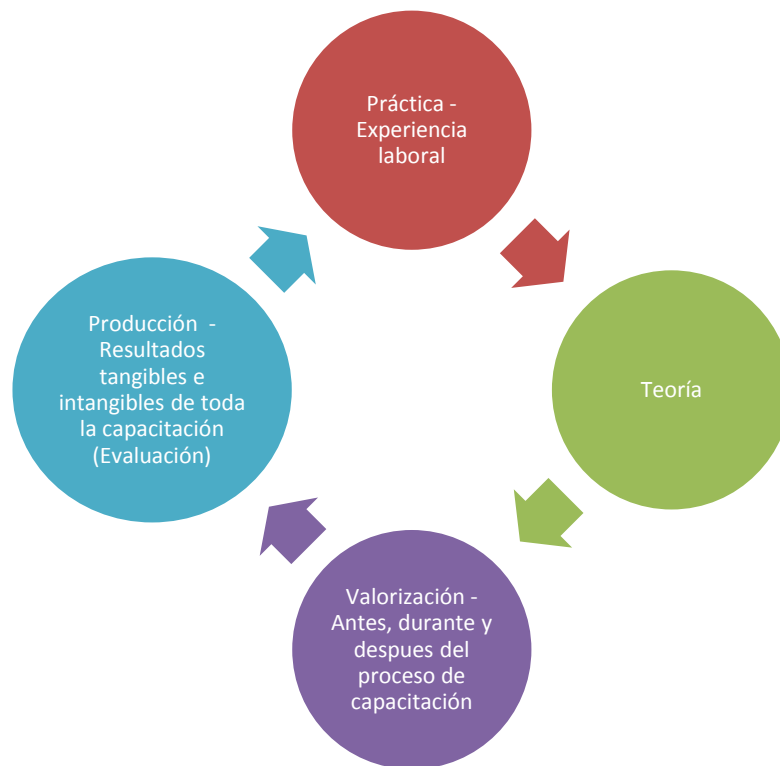 Práctica -
Experiencia
laboral
Teoría
Valorización -
Antes, durante y
despues del
proceso de
capacitación
Producción -
Resultados
tangibles e
intangibles de toda
la capacitación
(Evaluación)